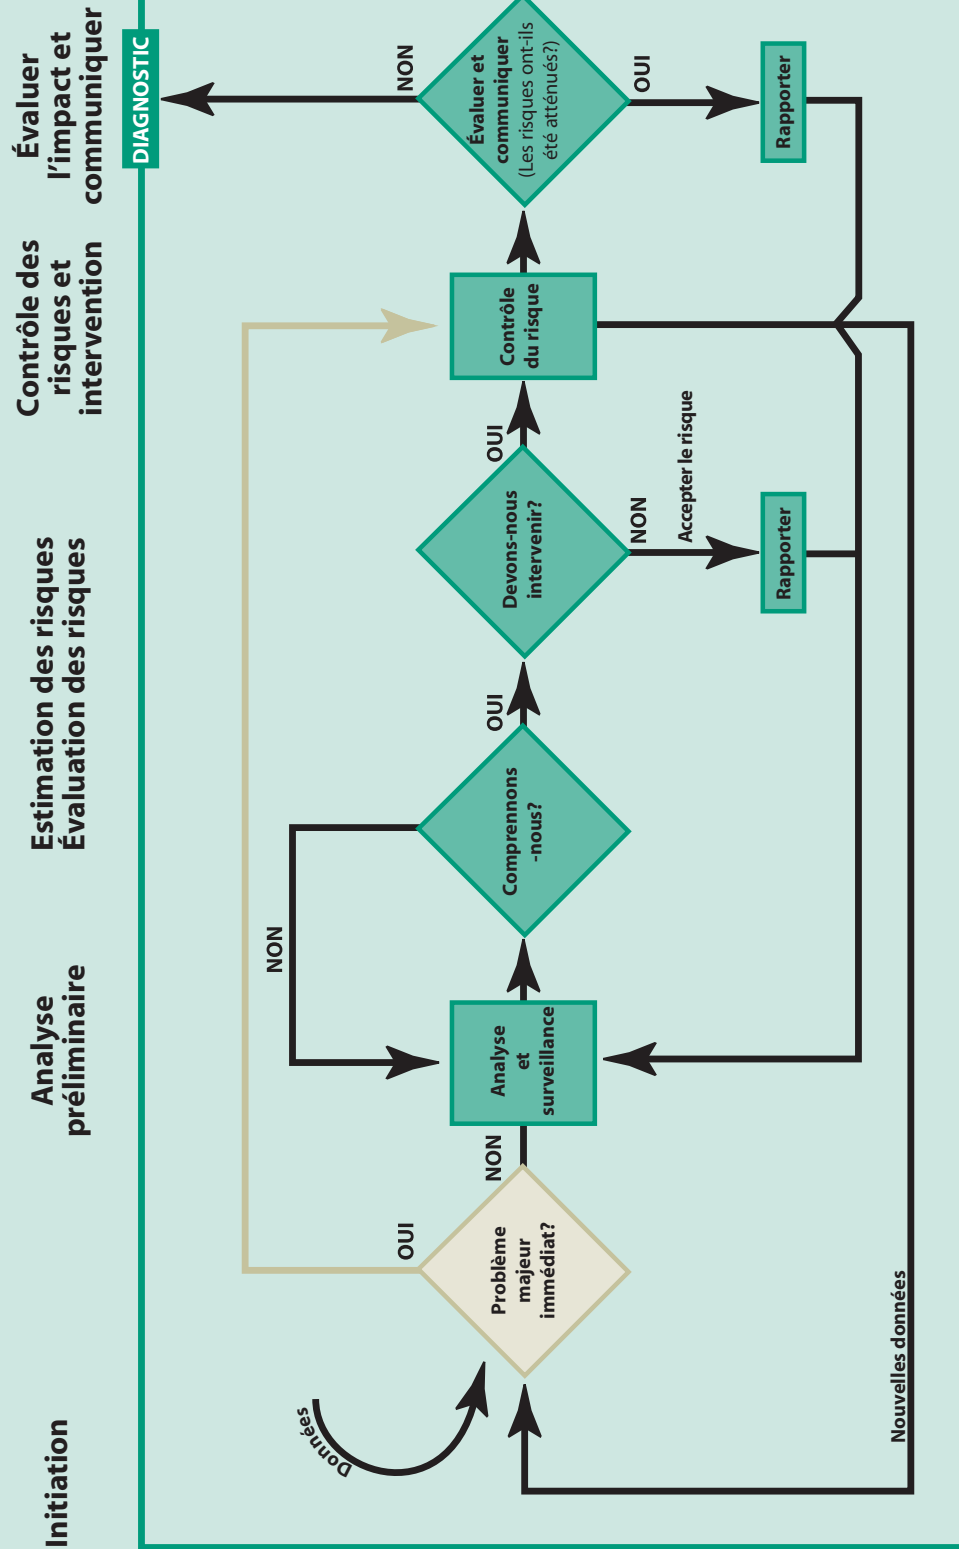 Initiation
Analyse
préliminaire
Estimation des risques
Évaluation des risques
Contrôle des
risques et
intervention
Évaluer
l'impact et
communiquer
DIAGNOSTIC
Données
Problème
majeur
immédiat?
OUI
NON
Analyse
et
surveillance
NON
Comprennons
-nous?
OUI
Devons-nous
intervenir?
OUI
NON
Accepter le risque
Rapporter
Contrôle
du risque
Évaluer et
communiquer
(Les risques ont-ils
été atténués?)
NON
OUI
Rapporter
Nouvelles données